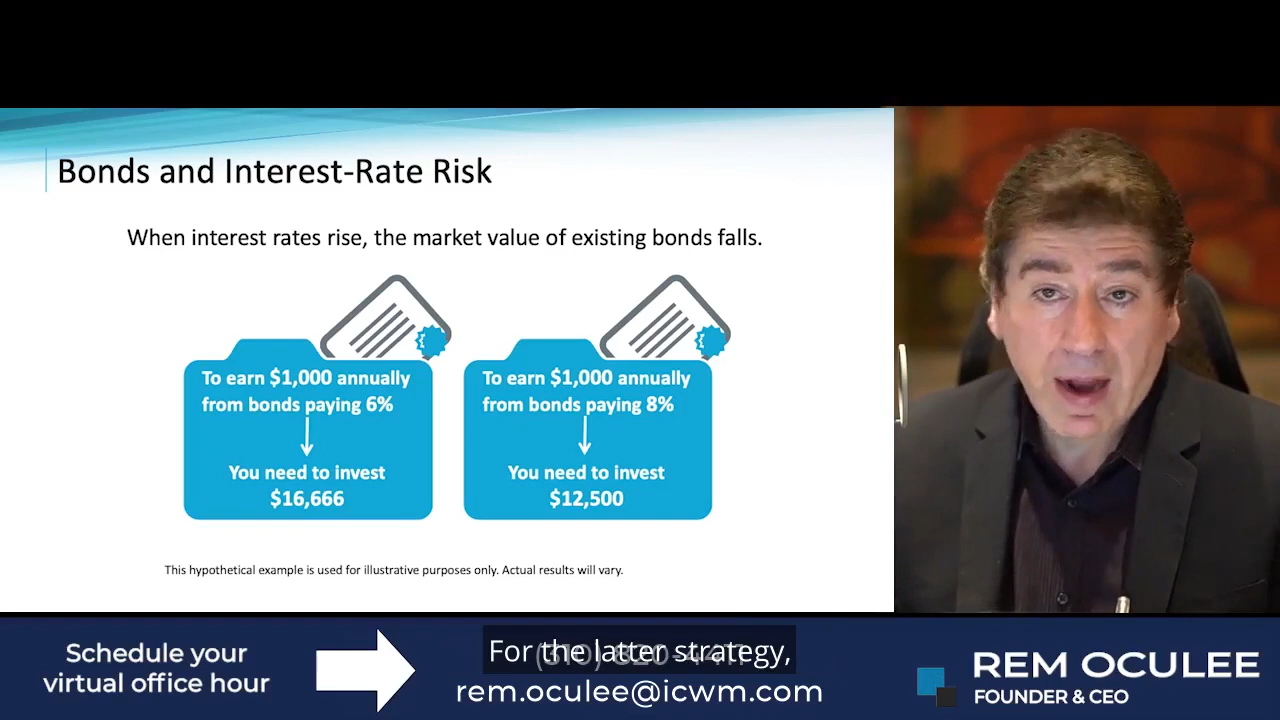 Bonds and Interest-Rate Risk
When interest rates rise, the market value of existing bonds falls.
To earn $1,000 annually
from bonds paying 6%
You need to invest
$16,666
To earn $1,000 annually
from bonds paying 8%
You need to invest
$12,500
This hypothetical example is used for illustrative purposes only. Actual results will vary.
Schedule your
virtual office hour
For the later strategy,
rem.oculee@icwm.com
REM OCULEE
FOUNDER & CEO